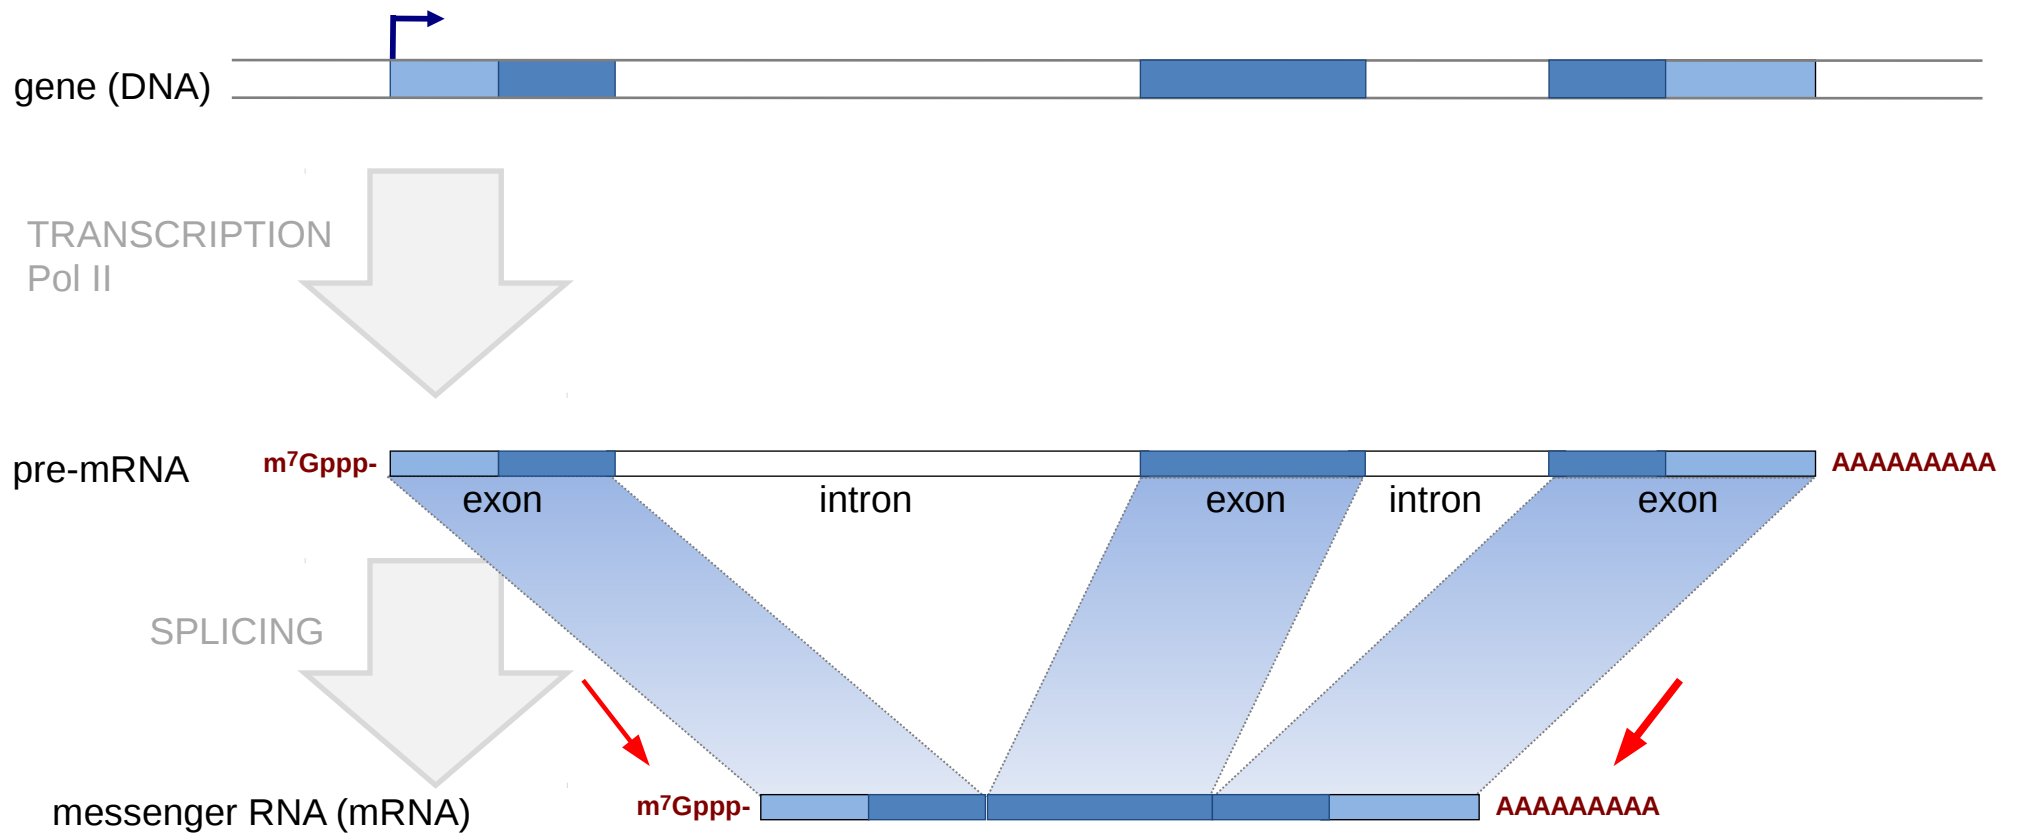 gene (DNA)
TRANSCRIPTION
Pol II
pre-mRNA
m⁷Gppp-
AAAAAAAAA
exon
intron
exon
intron
exon
SPLICING
messenger RNA (mRNA)
m⁷Gppp-
AAAAAAAAA